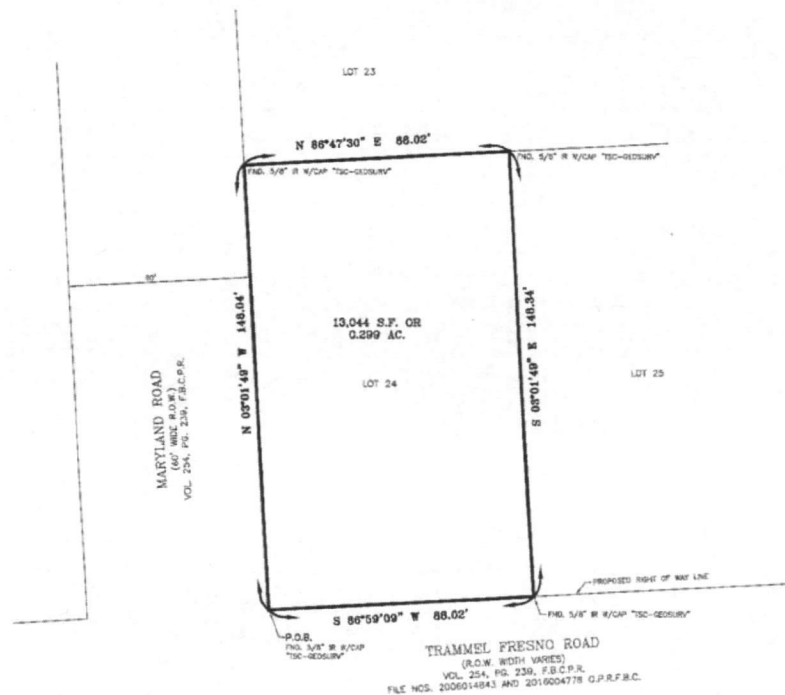 LOT 23
N 86°47'30" E 88.02'
FND. 5/8" IR W/CAP "TSC-GEOSURV"
FND. 5/8" IR W/CAP "TSC-GEOSURV"
60'
13,044 S.F. OR
0.299 AC.
N 03°01'49" W 148.04'
S 03°01'49" E 148.34'
LOT 24
LOT 25
MARYLAND ROAD
(60' WIDE R.O.W.)
VOL. 254, PG. 239, F.B.C.P.R.
PROPOSED RIGHT OF WAY LINE
S 86°59'09" W 88.02'
FND. 5/8" IR W/CAP "TSC-GEOSURV"
P.O.B.
FND. 5/8" IR W/CAP
"TSC-GEOSURV"
TRAMMEL FRESNO ROAD
(R.O.W. WIDTH VARIES)
VOL. 254, PG. 239, F.B.C.P.R.
FILE NOS. 2006014843 AND 2016004778 O.P.R.F.B.C.